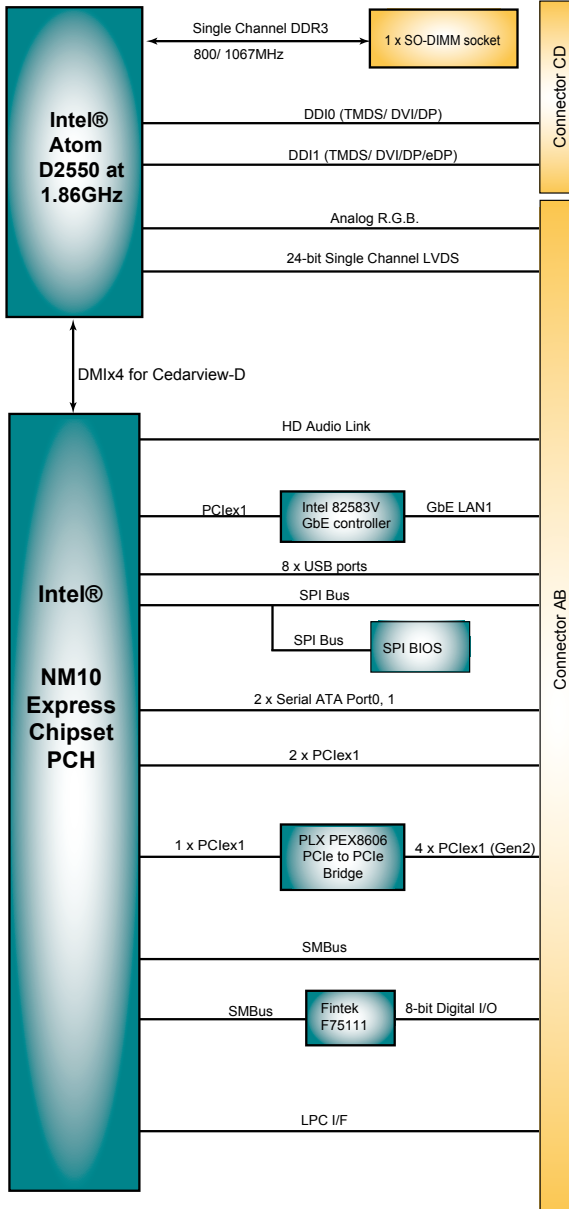 Single Channel DDR3
800/ 1067MHz
1 x SO-DIMM socket
Connector CD
Intel®
Atom
D2550 at
1.86GHz
DDI0 (TMDS/ DVI/DP)
DDI1 (TMDS/ DVI/DP/eDP)
Analog R.G.B.
24-bit Single Channel LVDS
DMIx4 for Cedarview-D
HD Audio Link
PCIex1
Intel 82583V
GbE controller
GbE LAN1
8 x USB ports
Intel®
SPI Bus
SPI Bus
SPI BIOS
Connector AB
NM10
Express
Chipset
PCH
2 x Serial ATA Port0, 1
2 x PCIex1
1 x PCIex1
PLX PEX8606
PCIe to PCIe
Bridge
4 x PCIex1 (Gen2)
SMBus
SMBus
Fintek
F75111
8-bit Digital I/O
LPC I/F